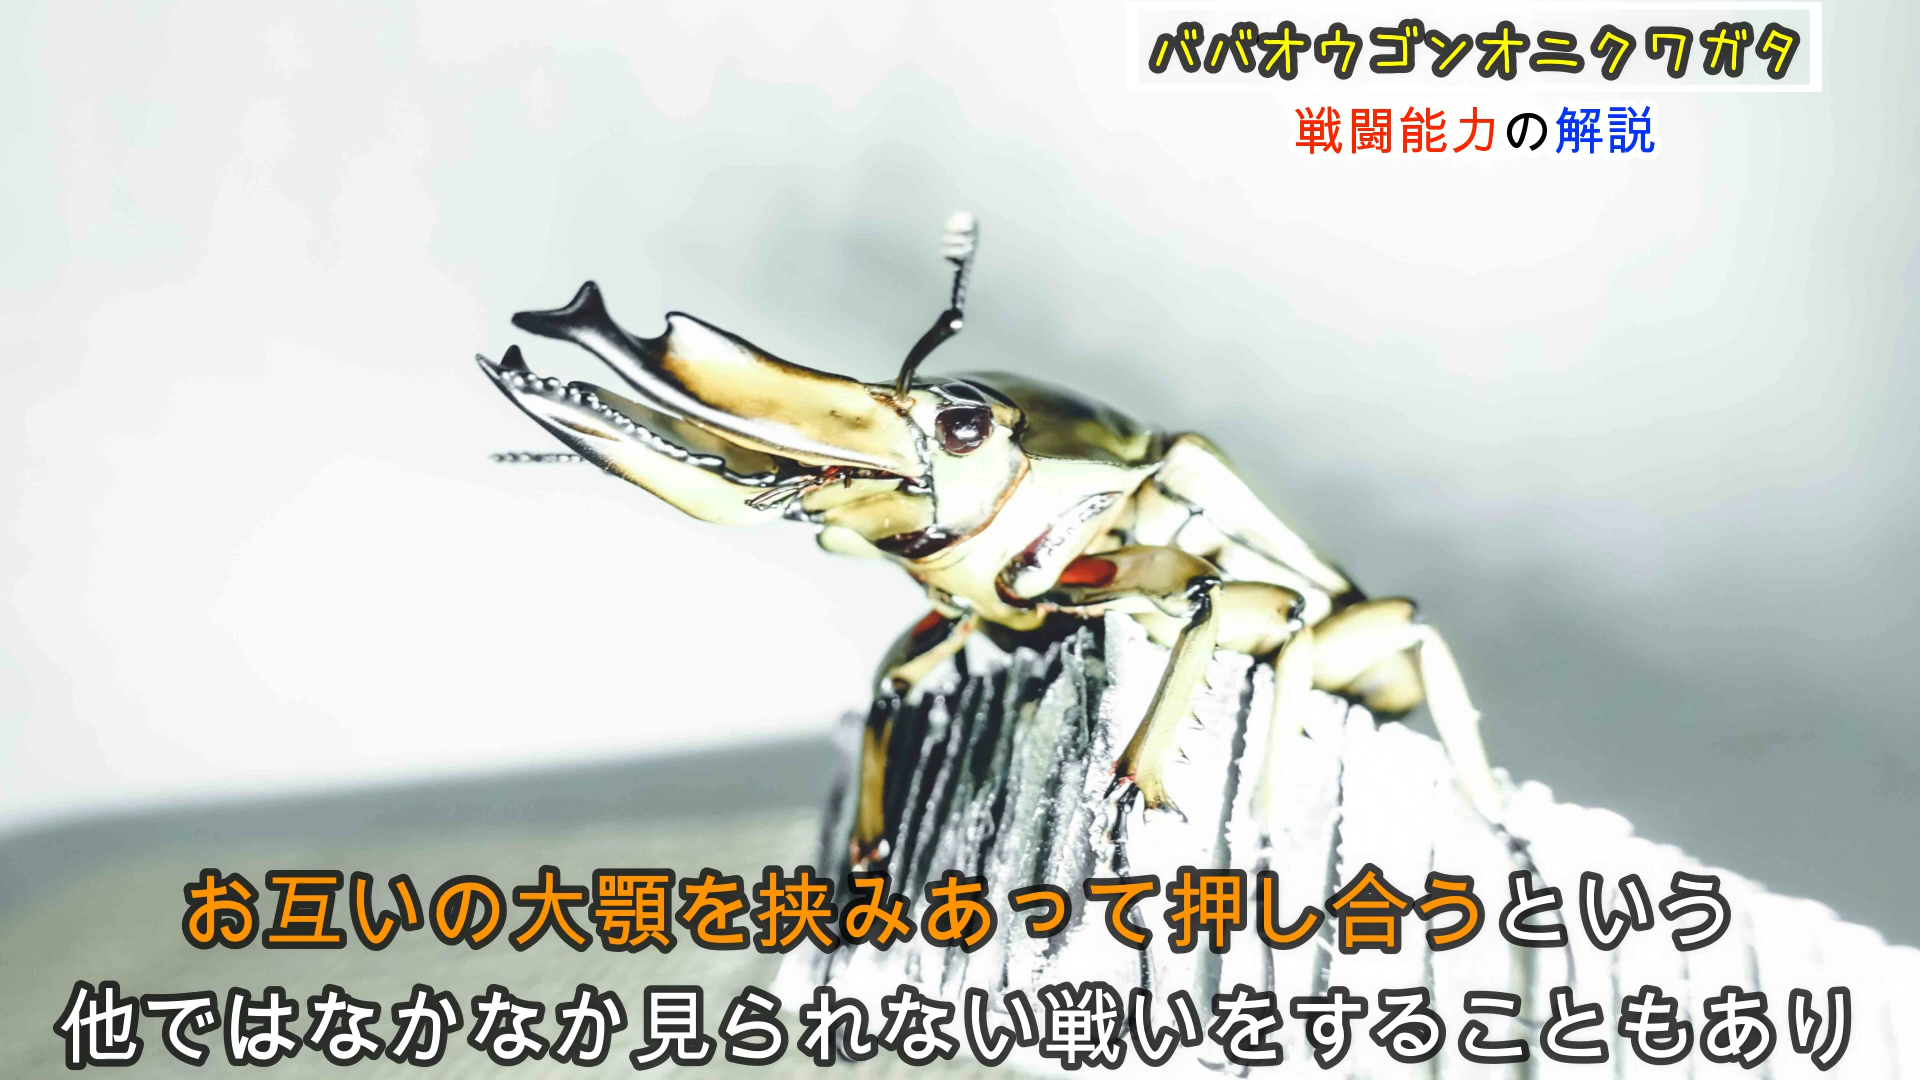 ババオウゴンオニクワガタ
戦闘能力の解説
お互いの大顎を挟みあって押し合うという
他ではなかなか見られない戦いをすることもあり